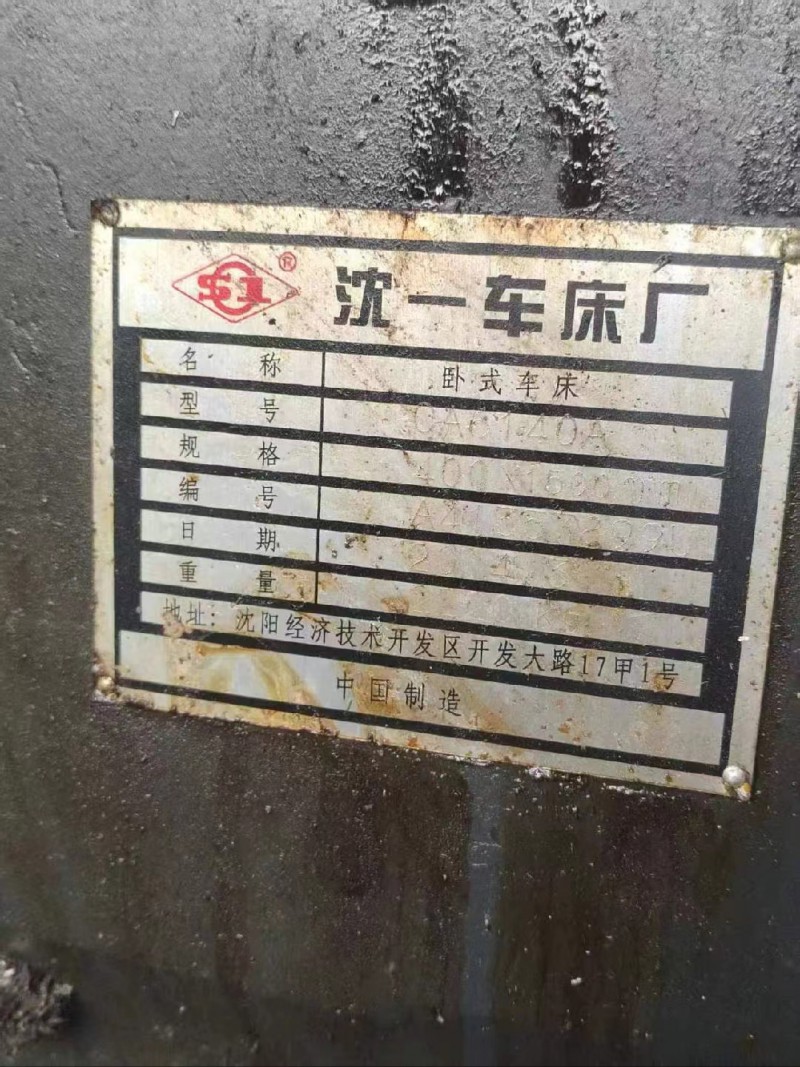 S1® 沈一车床厂
名 称 卧式车床
型 号 CA6140A
规 格
编 号
日 期
重 量
地址：沈阳经济技术开发区开发大路17甲1号
中国制造